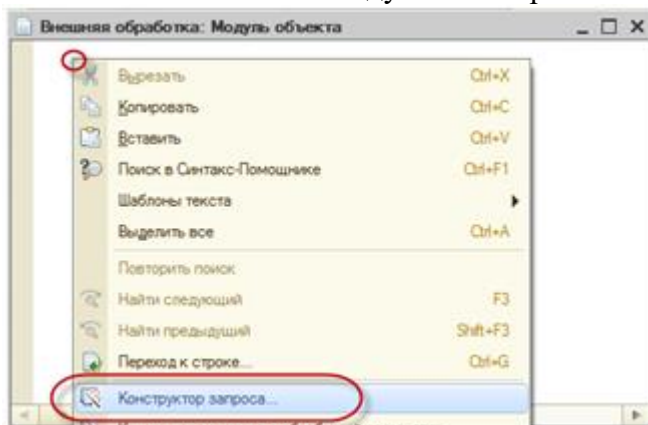 Внешняя обработка: Модуль объекта
Вырезать Ctrl+X
Копировать Ctrl+C
Вставить Ctrl+V
Поиск в Синтакс-Помощнике Ctrl+F1
Шаблоны текста
Выделить все Ctrl+A
Повторить поиск
Найти следующий F3
Найти предыдущий Shift+F3
Переход к строке... Ctrl+G
Конструктор запроса...